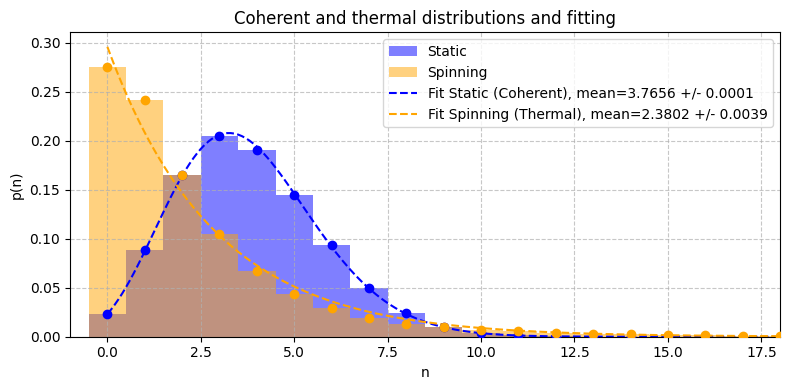 Coherent and thermal distributions and fitting
Static
Spinning
Fit Static (Coherent), mean=3.7656 +/- 0.0001
Fit Spinning (Thermal), mean=2.3802 +/- 0.0039
p(n)
0.30
0.25
0.20
0.15
0.10
0.05
0.00
0.0 2.5 5.0 7.5 10.0 12.5 15.0 17.5
n